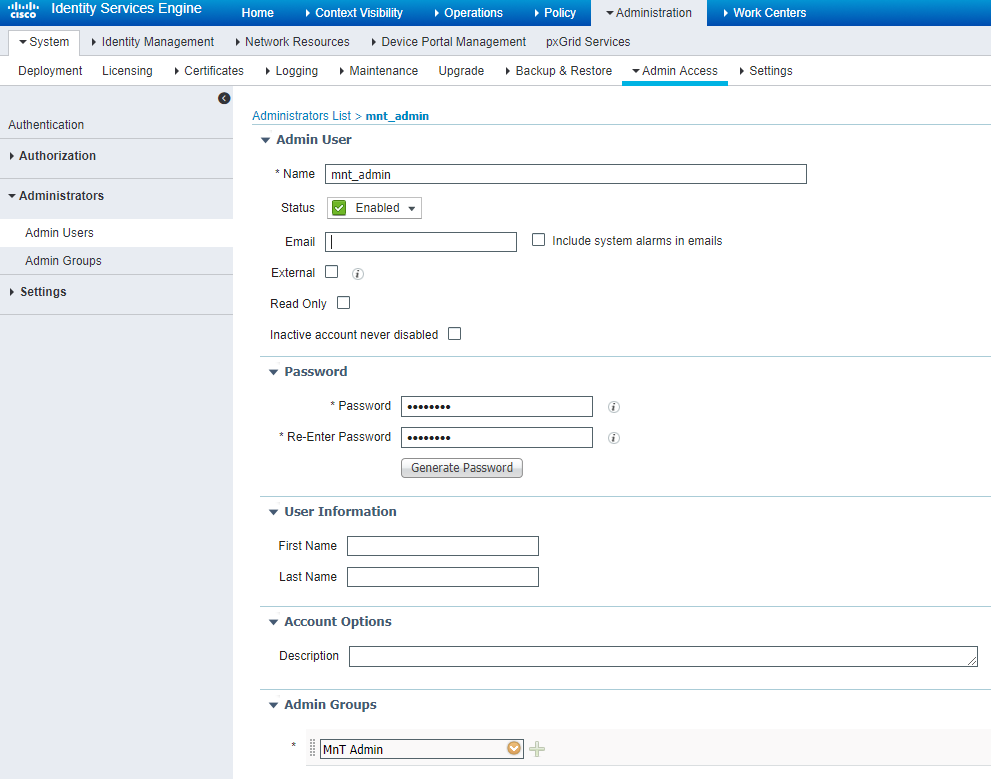 cisco Identity Services Engine Home Context Visibility Operations Policy Administration Work Centers
System Identity Management Network Resources Device Portal Management pxGrid Services
Deployment Licensing Certificates Logging Maintenance Upgrade Backup & Restore Admin Access Settings
Authentication
Authorization
Administrators
Admin Users
Admin Groups
Settings
Administrators List > mnt_admin
Admin User
* Name mnt_admin
Status Enabled
Email Include system alarms in emails
External i
Read Only
Inactive account never disabled
Password
* Password •••••••• i
* Re-Enter Password •••••••• i
Generate Password
User Information
First Name
Last Name
Account Options
Description
Admin Groups
* MnT Admin